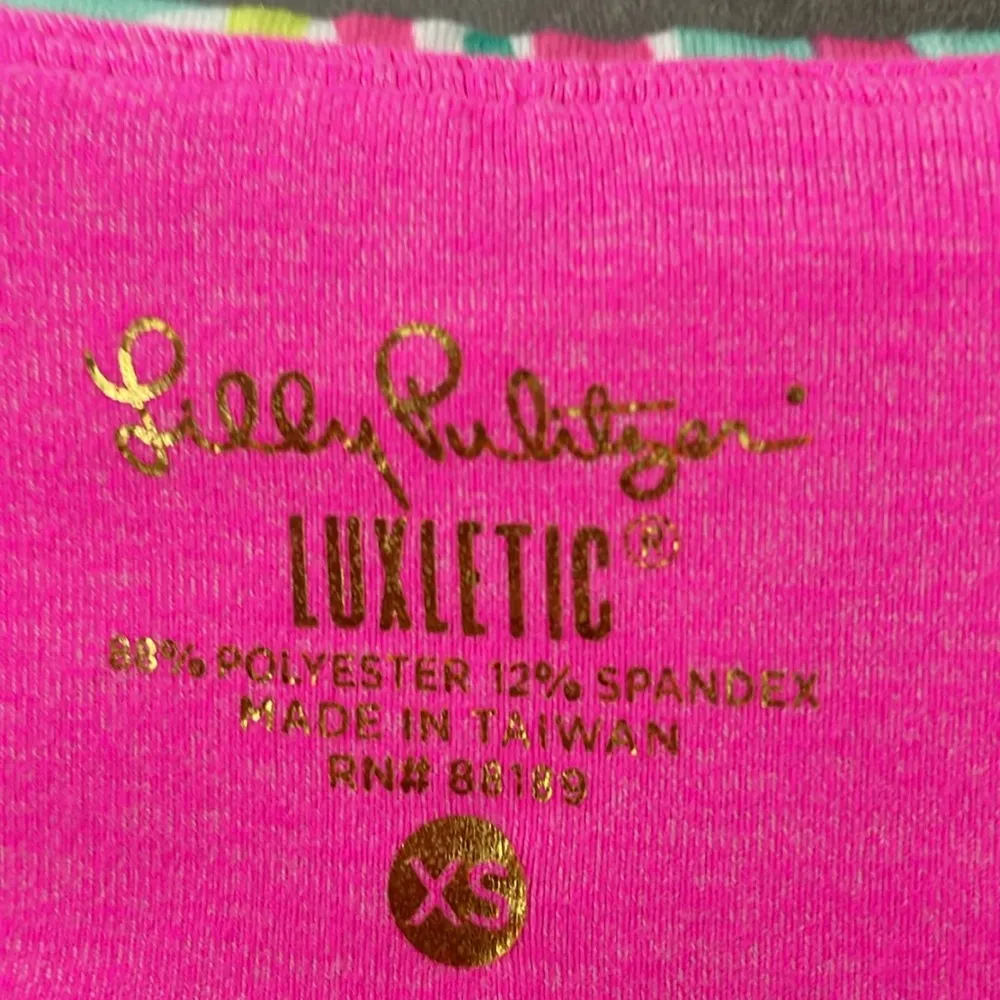 Lilly Pulitzer
LUXLETIC®
88% POLYESTER 12% SPANDEX
MADE IN TAIWAN
RN# 88189
XS